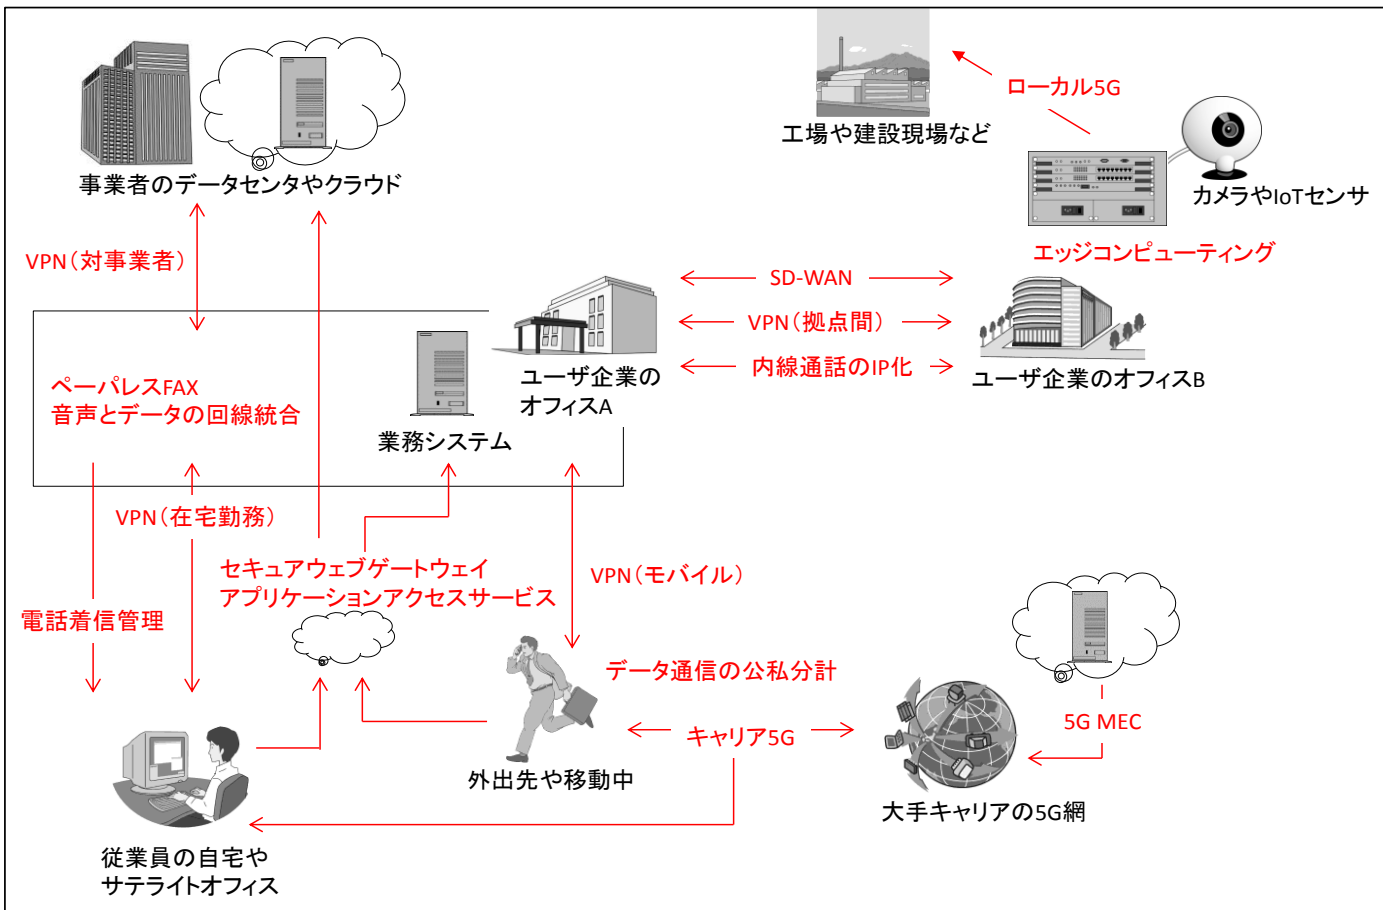 ローカル5G
工場や建設現場など
事業者のデータセンタやクラウド
カメラやIoTセンサ
エッジコンピューティング
VPN(対事業者)
SD-WAN
VPN(拠点間)
内線通話のIP化
ユーザ企業の
オフィスA
ユーザ企業のオフィスB
ペーパレスFAX
音声とデータの回線統合
業務システム
VPN(在宅勤務)
セキュアウェブゲートウェイ
アプリケーションアクセスサービス
VPN(モバイル)
電話着信管理
データ通信の公私分計
キャリア5G
5G MEC
外出先や移動中
大手キャリアの5G網
従業員の自宅や
サテライトオフィス